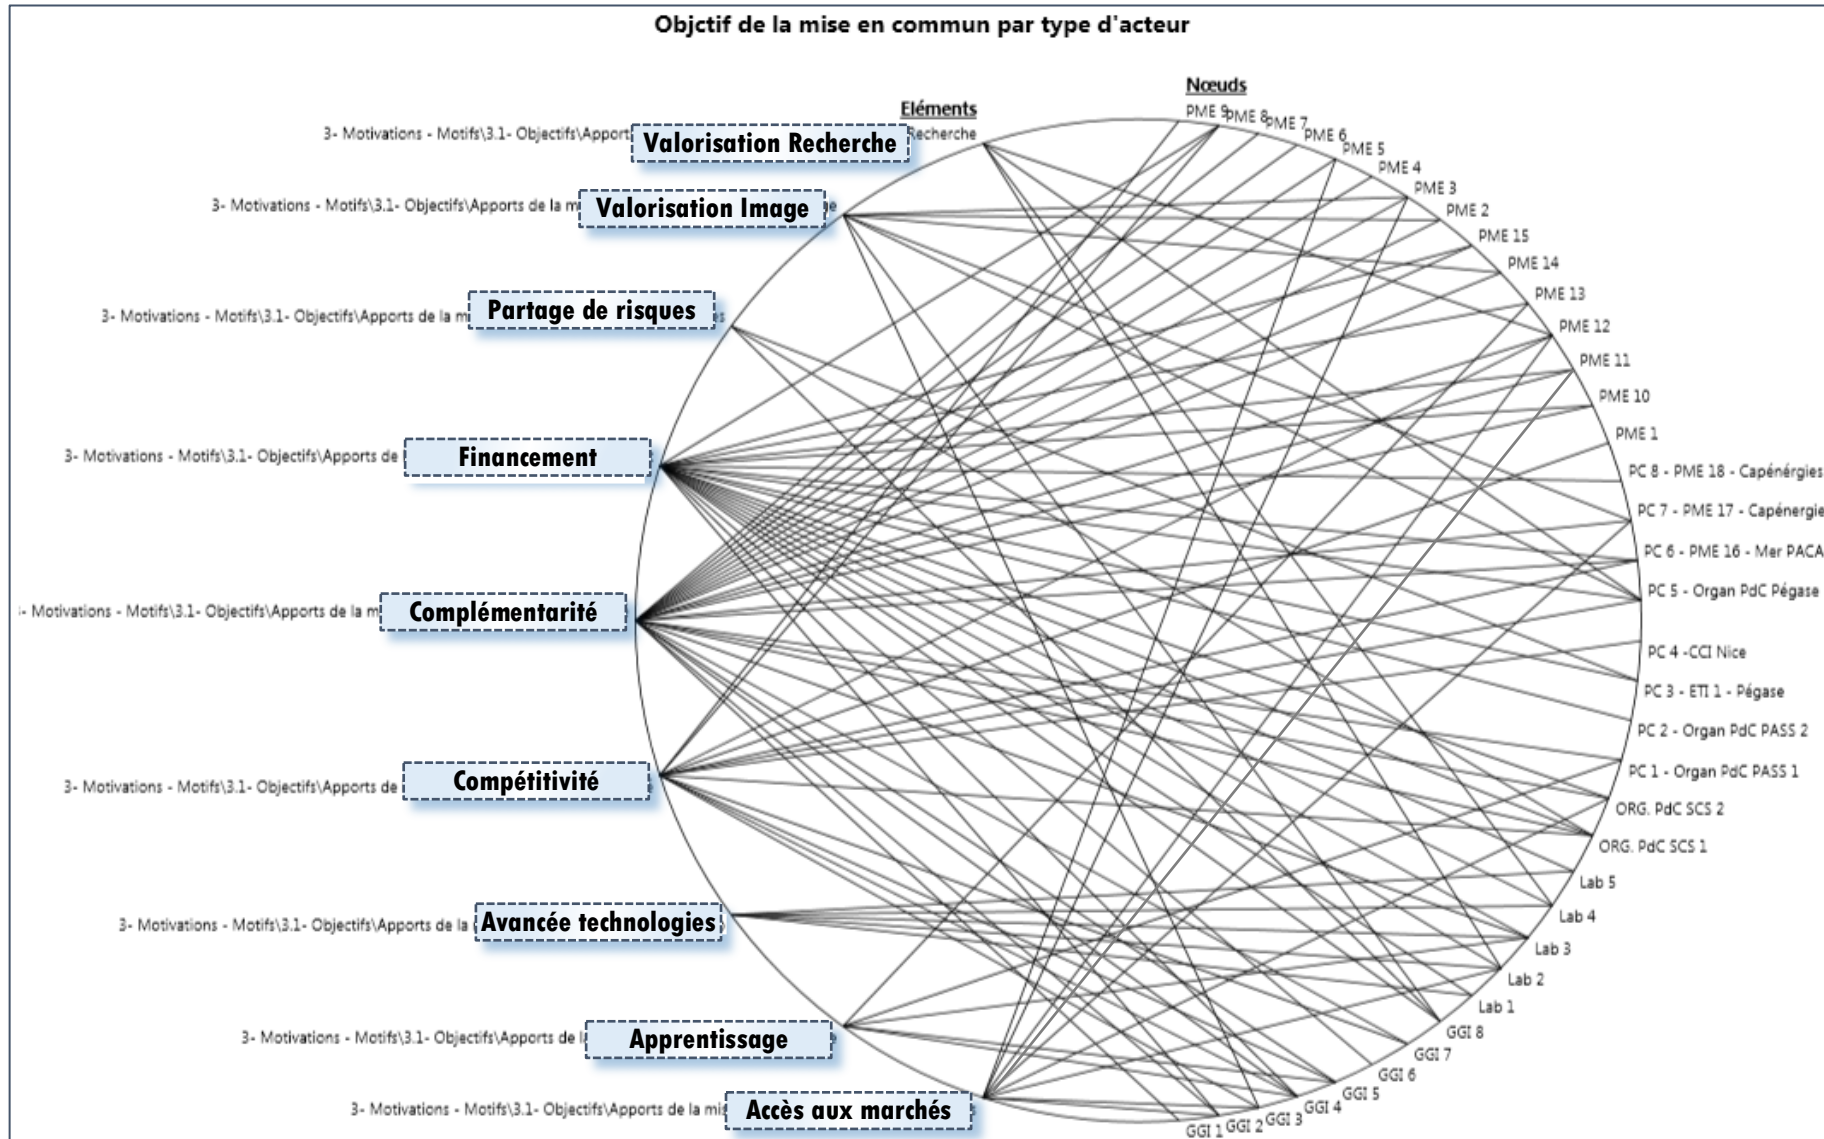 Objctif de la mise en commun par type d'acteur
Nœuds
Eléments
3- Motivations - Motifs\3.1- Objectifs\Apport
Valorisation Recherche
Recherche
3- Motivations - Motifs\3.1- Objectifs\Apports de la m
Valorisation Image
3- Motivations - Motifs\3.1- Objectifs\Apports de la m
Partage de risques
3- Motivations - Motifs\3.1- Objectifs\Apports de
Financement
- Motivations - Motifs\3.1- Objectifs\Apports de la m
Complémentarité
3- Motivations - Motifs\3.1- Objectifs\Apports de
Compétitivité
3- Motivations - Motifs\3.1- Objectifs\Apports de la
Avancée technologies
3- Motivations - Motifs\3.1- Objectifs\Apports de
Apprentissage
3- Motivations - Motifs\3.1- Objectifs\Apports de la mi
Accès aux marchés
PME 9
PME 8
PME 7
PME 6
PME 5
PME 4
PME 3
PME 2
PME 15
PME 14
PME 13
PME 12
PME 11
PME 10
PME 1
PC 8 - PME 18 - Capénérgies
PC 7 - PME 17 - Capénergie
PC 6 - PME 16 - Mer PACA
PC 5 - Organ PdC Pégase
PC 4 -CCI Nice
PC 3 - ETI 1 - Pégase
PC 2 - Organ PdC PASS 2
PC 1 - Organ PdC PASS 1
ORG. PdC SCS 2
ORG. PdC SCS 1
Lab 5
Lab 4
Lab 3
Lab 2
Lab 1
GGI 8
GGI 7
GGI 6
GGI 5
GGI 4
GGI 3
GGI 2
GGI 1